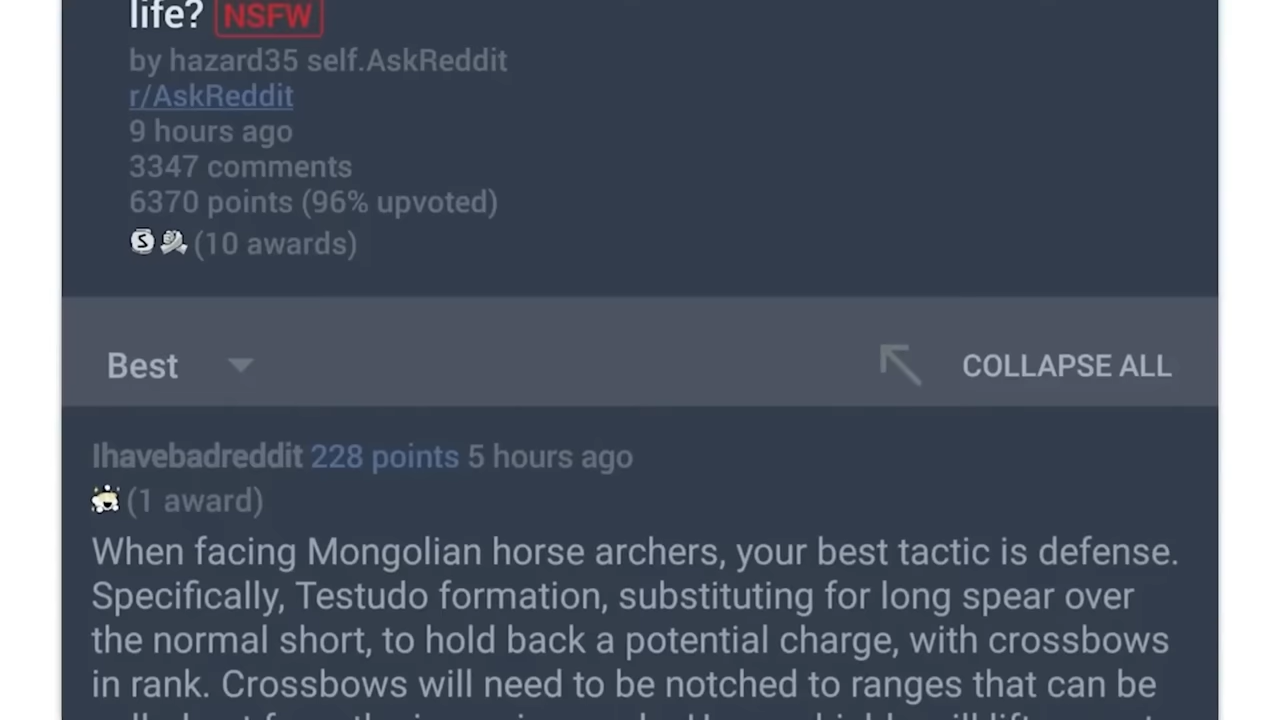 life? NSFW
by hazard35 self.AskReddit
r/AskReddit
9 hours ago
3347 comments
6370 points (96% upvoted)
(10 awards)
Best
COLLAPSE ALL
Ihavebadreddit 228 points 5 hours ago
(1 award)
When facing Mongolian horse archers, your best tactic is defense.
Specifically, Testudo formation, substituting for long spear over
the normal short, to hold back a potential charge, with crossbows
in rank. Crossbows will need to be notched to ranges that can be